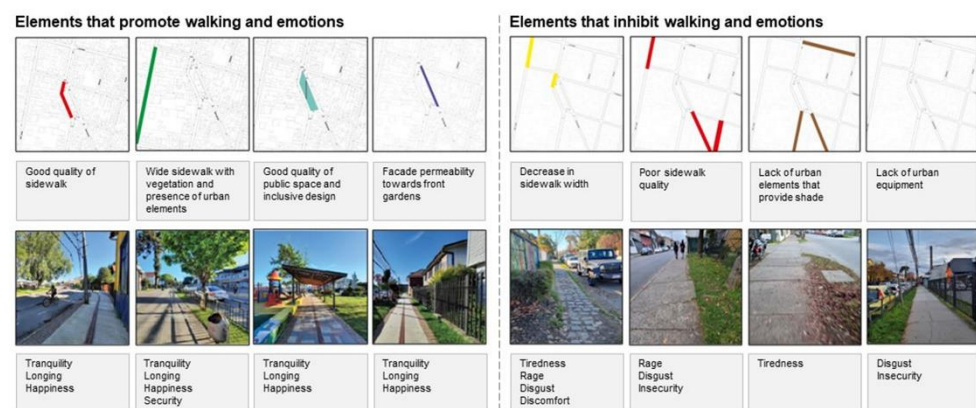 Elements that promote walking and emotions
Good quality of
sidewalk
Wide sidewalk with
vegetation and
presence of urban
elements
Good quality of
public space and
inclusive design
Facade permeability
towards front
gardens
Tranquility
Longing
Happiness
Tranquility
Longing
Happiness
Security
Tranquility
Longing
Happiness
Tranquility
Longing
Happiness
Elements that inhibit walking and emotions
Decrease in
sidewalk width
Poor sidewalk
quality
Lack of urban
elements that
provide shade
Lack of urban
equipment
Tiredness
Rage
Disgust
Discomfort
Rage
Disgust
Insecurity
Tiredness
Disgust
Insecurity